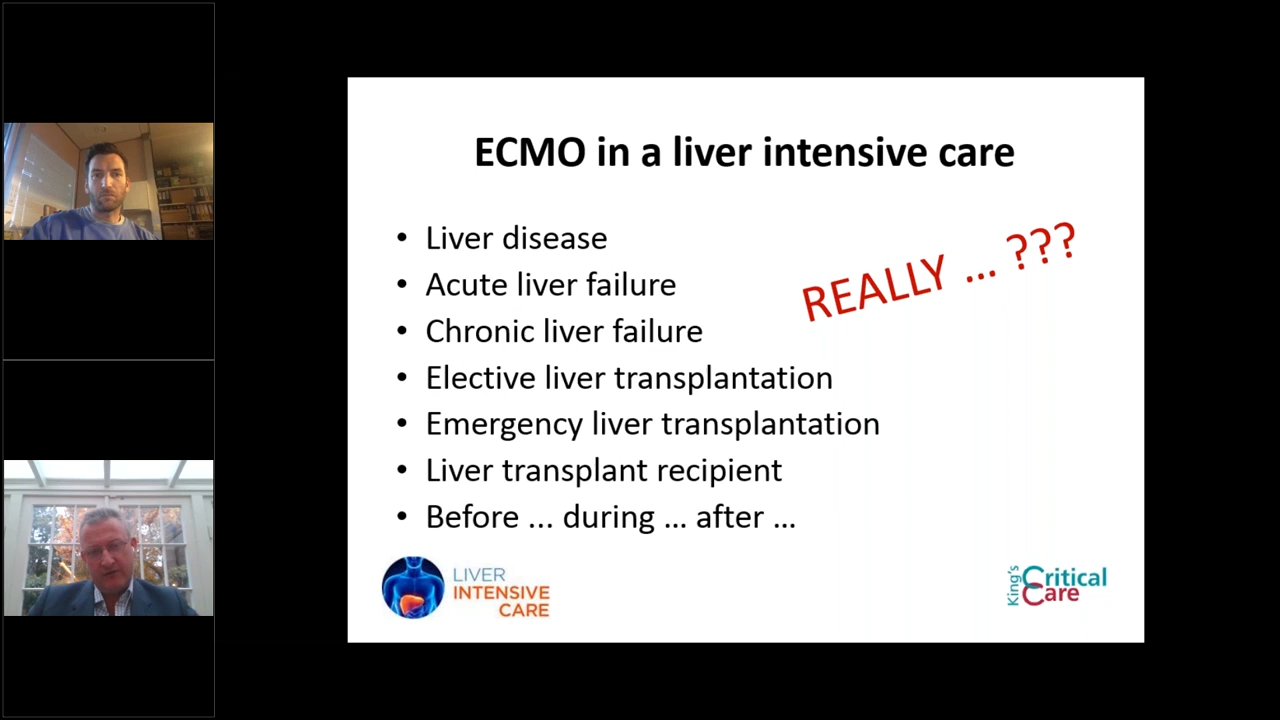 ECMO in a liver intensive care
REALLY ... ???
• Liver disease
• Acute liver failure
• Chronic liver failure
• Elective liver transplantation
• Emergency liver transplantation
• Liver transplant recipient
• Before ... during ... after ...
LIVER
INTENSIVE
CARE
King's
Critical
Care